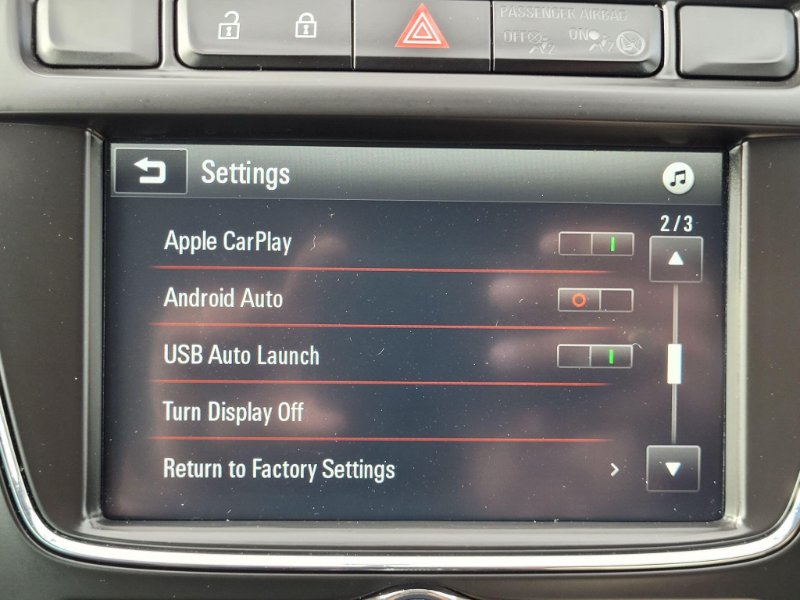 PASSENGER AIRBAG
OFF ON
Settings
2/3
Apple CarPlay
Android Auto
USB Auto Launch
Turn Display Off
Return to Factory Settings